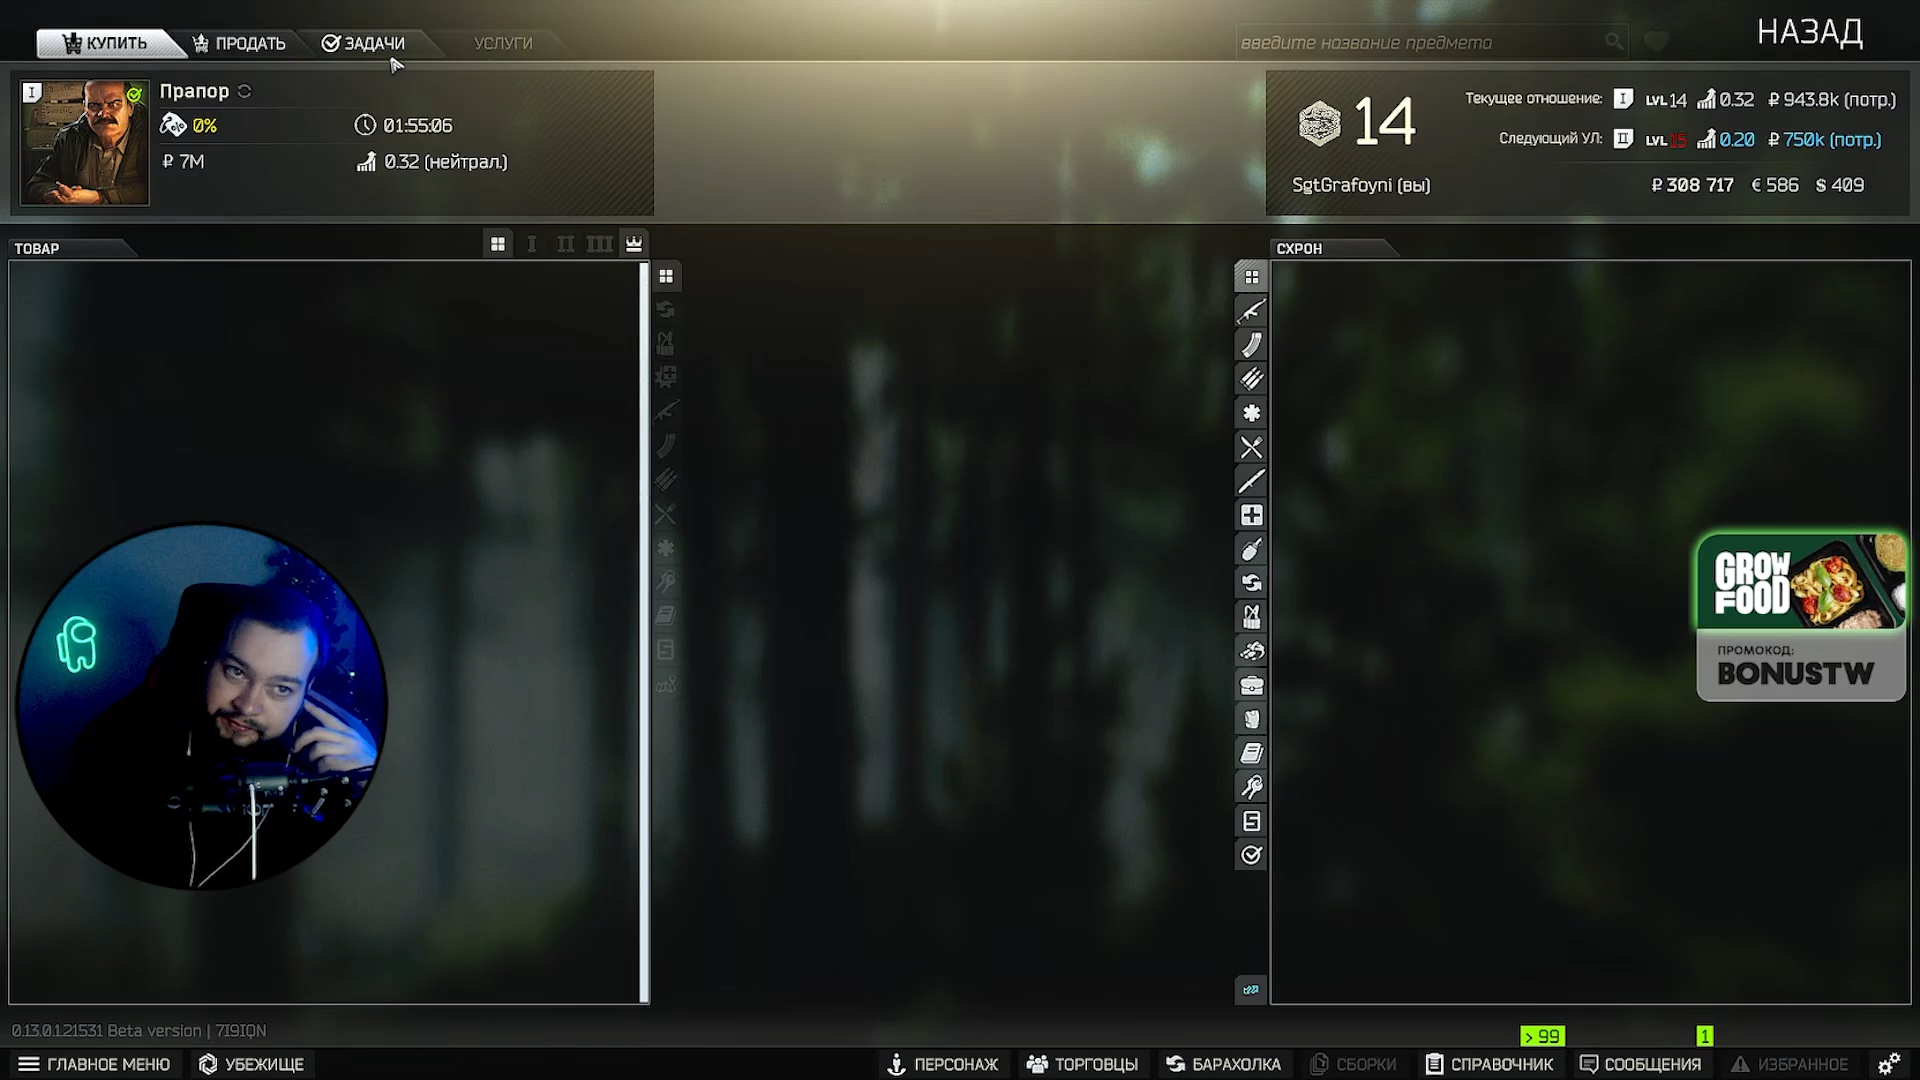 КУПИТЬ
ПРОДАТЬ
ЗАДАЧИ
УСЛУГИ
введите название предмета
НАЗАД
I
Прапор
0%
01:55:06
₽ 7M
0.32 (нейтрал.)
14
SgtGrafoyni (вы)
Текущее отношение: I LVL 14 0.32 ₽ 943.8k (потр.)
Следующий УЛ: II LVL 15 0.20 ₽ 750k (потр.)
₽ 308 717 € 586 $ 409
ТОВАР
I II III
СХРОН
GROW
FOOD
ПРОМОКОД:
BONUSTW
0.13.0.1.21531 Beta version | 7I9IQN
> 99
1
ГЛАВНОЕ МЕНЮ
УБЕЖИЩЕ
ПЕРСОНАЖ
ТОРГОВЦЫ
БАРАХОЛКА
СБОРКИ
СПРАВОЧНИК
СООБЩЕНИЯ
ИЗБРАННОЕ